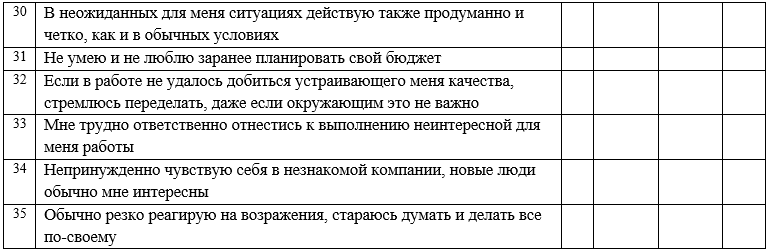 30 В неожиданных для меня ситуациях действую также продуманно и
четко, как и в обычных условиях
31 Не умею и не люблю заранее планировать свой бюджет
32 Если в работе не удалось добиться устраивающего меня качества,
стремлюсь переделать, даже если окружающим это не важно
33 Мне трудно ответственно отнестись к выполнению неинтересной для
меня работы
34 Непринужденно чувствую себя в незнакомой компании, новые люди
обычно мне интересны
35 Обычно резко реагирую на возражения, стараюсь думать и делать все
по-своему